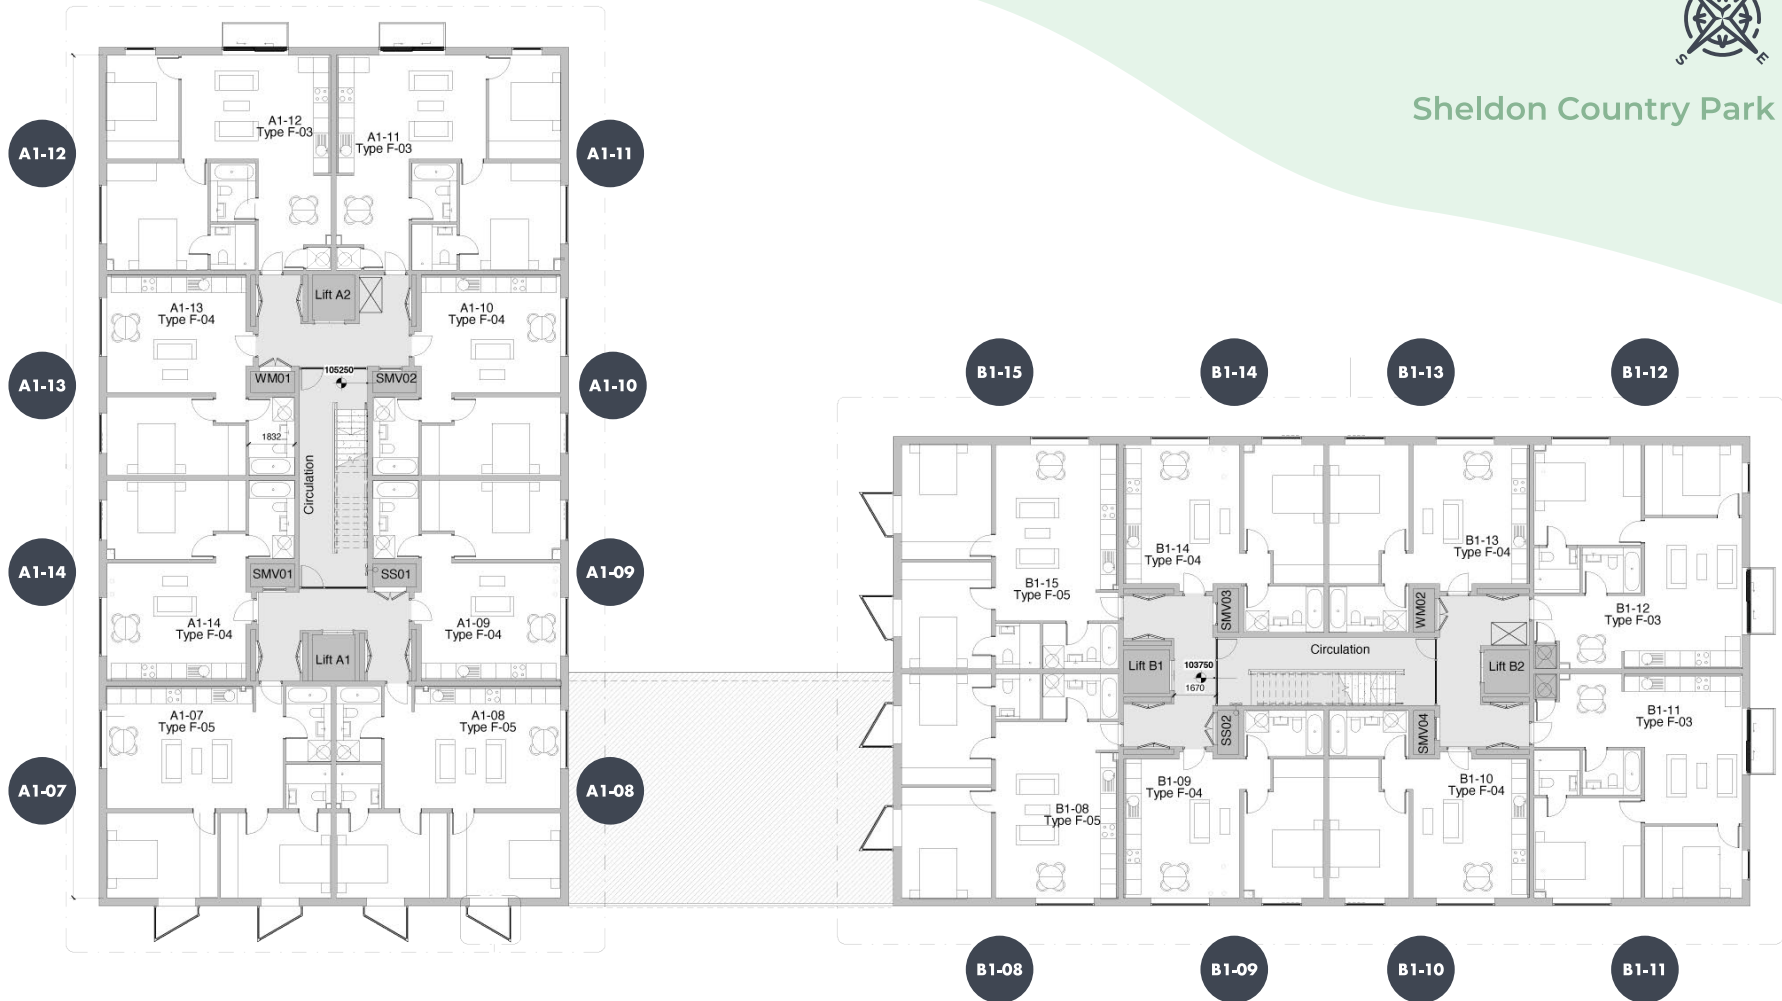 S
E
Sheldon Country Park
A1-12
A1-12
Type F-03
A1-11
Type F-03
A1-11
A1-13
Type F-04
Lift A2
A1-10
Type F-04
A1-13
WM01
105250
SMV02
A1-10
1832
Circulation
A1-14
SMV01
SS01
A1-09
A1-14
Type F-04
Lift A1
A1-09
Type F-04
A1-07
Type F-05
A1-08
Type F-05
A1-07
A1-08
B1-15
B1-14
B1-13
B1-12
B1-14
Type F-04
B1-13
Type F-04
B1-15
Type F-05
SMV03
WM02
B1-12
Type F-03
Circulation
Lift B1
103750
1670
Lift B2
SS02
SMV04
B1-11
Type F-03
B1-08
Type F-05
B1-09
Type F-04
B1-10
Type F-04
B1-08
B1-09
B1-10
B1-11